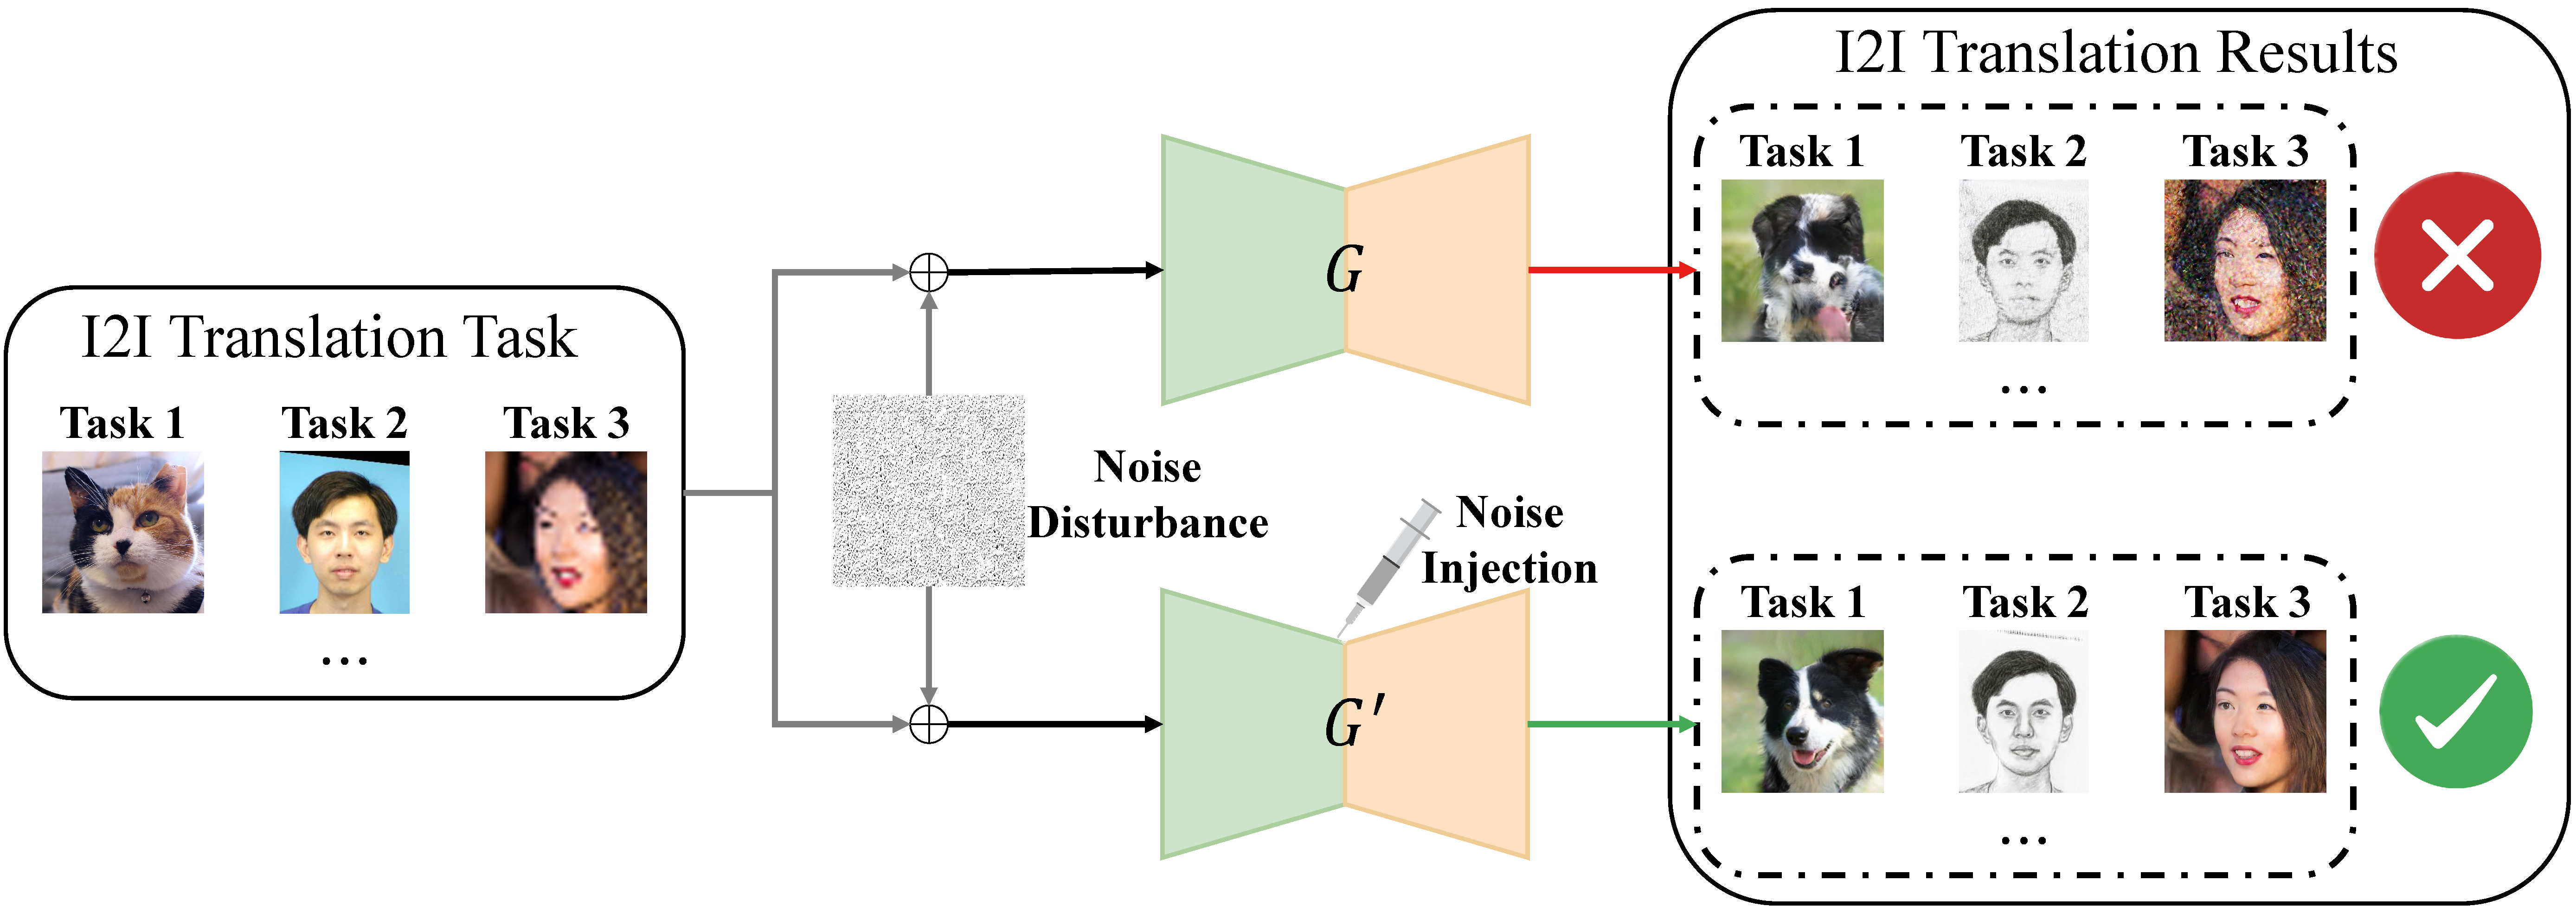 I2I Translation Task
Task 1 Task 2 Task 3
...
Noise
Disturbance
G
Noise
Injection
G′
I2I Translation Results
Task 1 Task 2 Task 3
...
Task 1 Task 2 Task 3
...